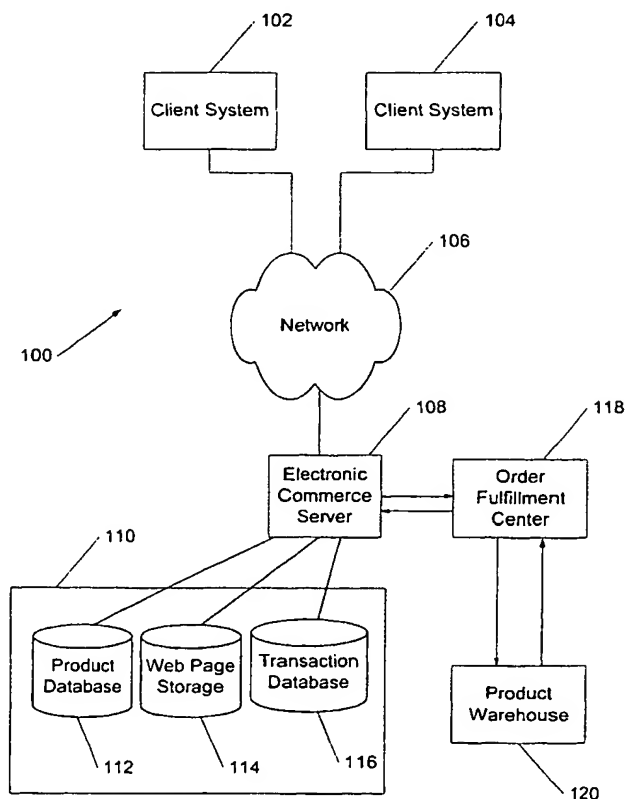 102
104
Client System
Client System
106
Network
100
108
118
Electronic
Commerce
Server
Order
Fulfillment
Center
110
Product
Database
Web Page
Storage
Transaction
Database
Product
Warehouse
112
114
116
120